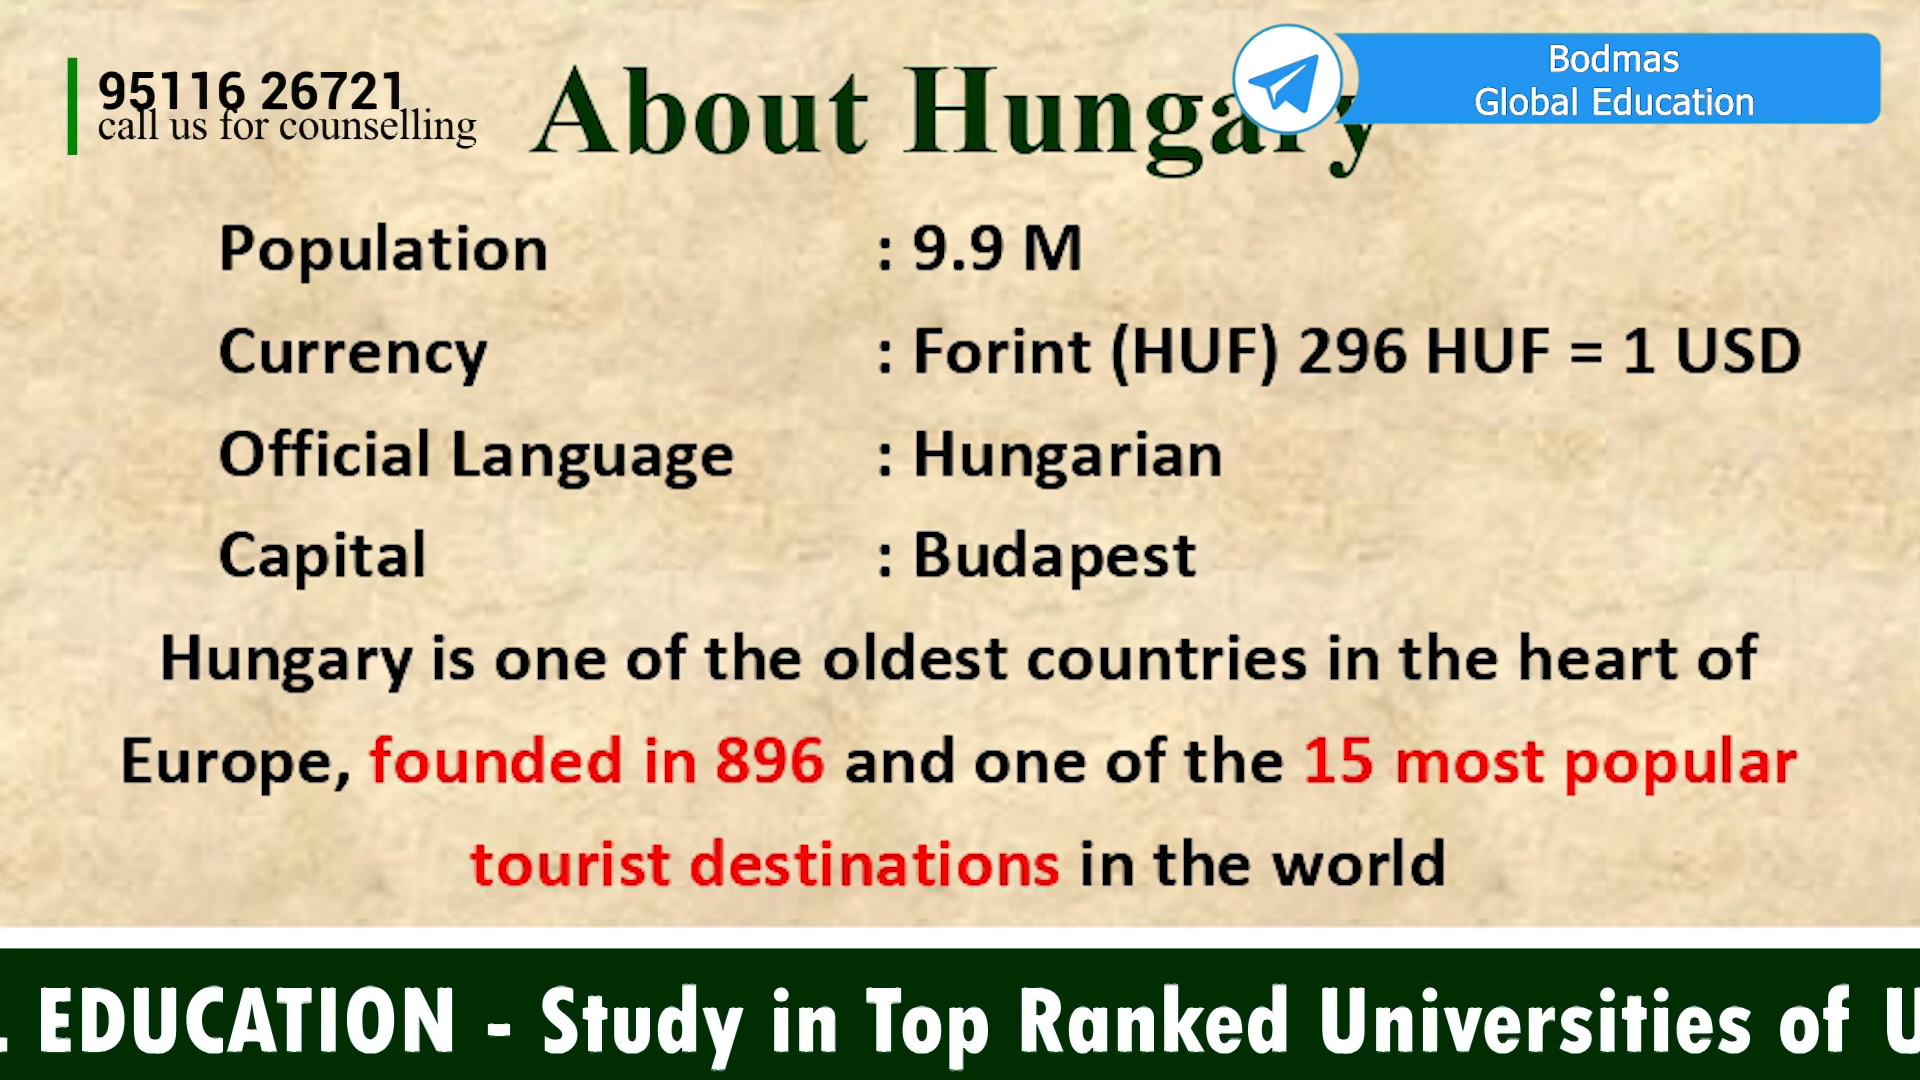 95116 26721
call us for counselling
About Hungary
Bodmas
Global Education
Population : 9.9 M
Currency : Forint (HUF) 296 HUF = 1 USD
Official Language : Hungarian
Capital : Budapest
Hungary is one of the oldest countries in the heart of
Europe, founded in 896 and one of the 15 most popular
tourist destinations in the world
EDUCATION - Study in Top Ranked Universities of